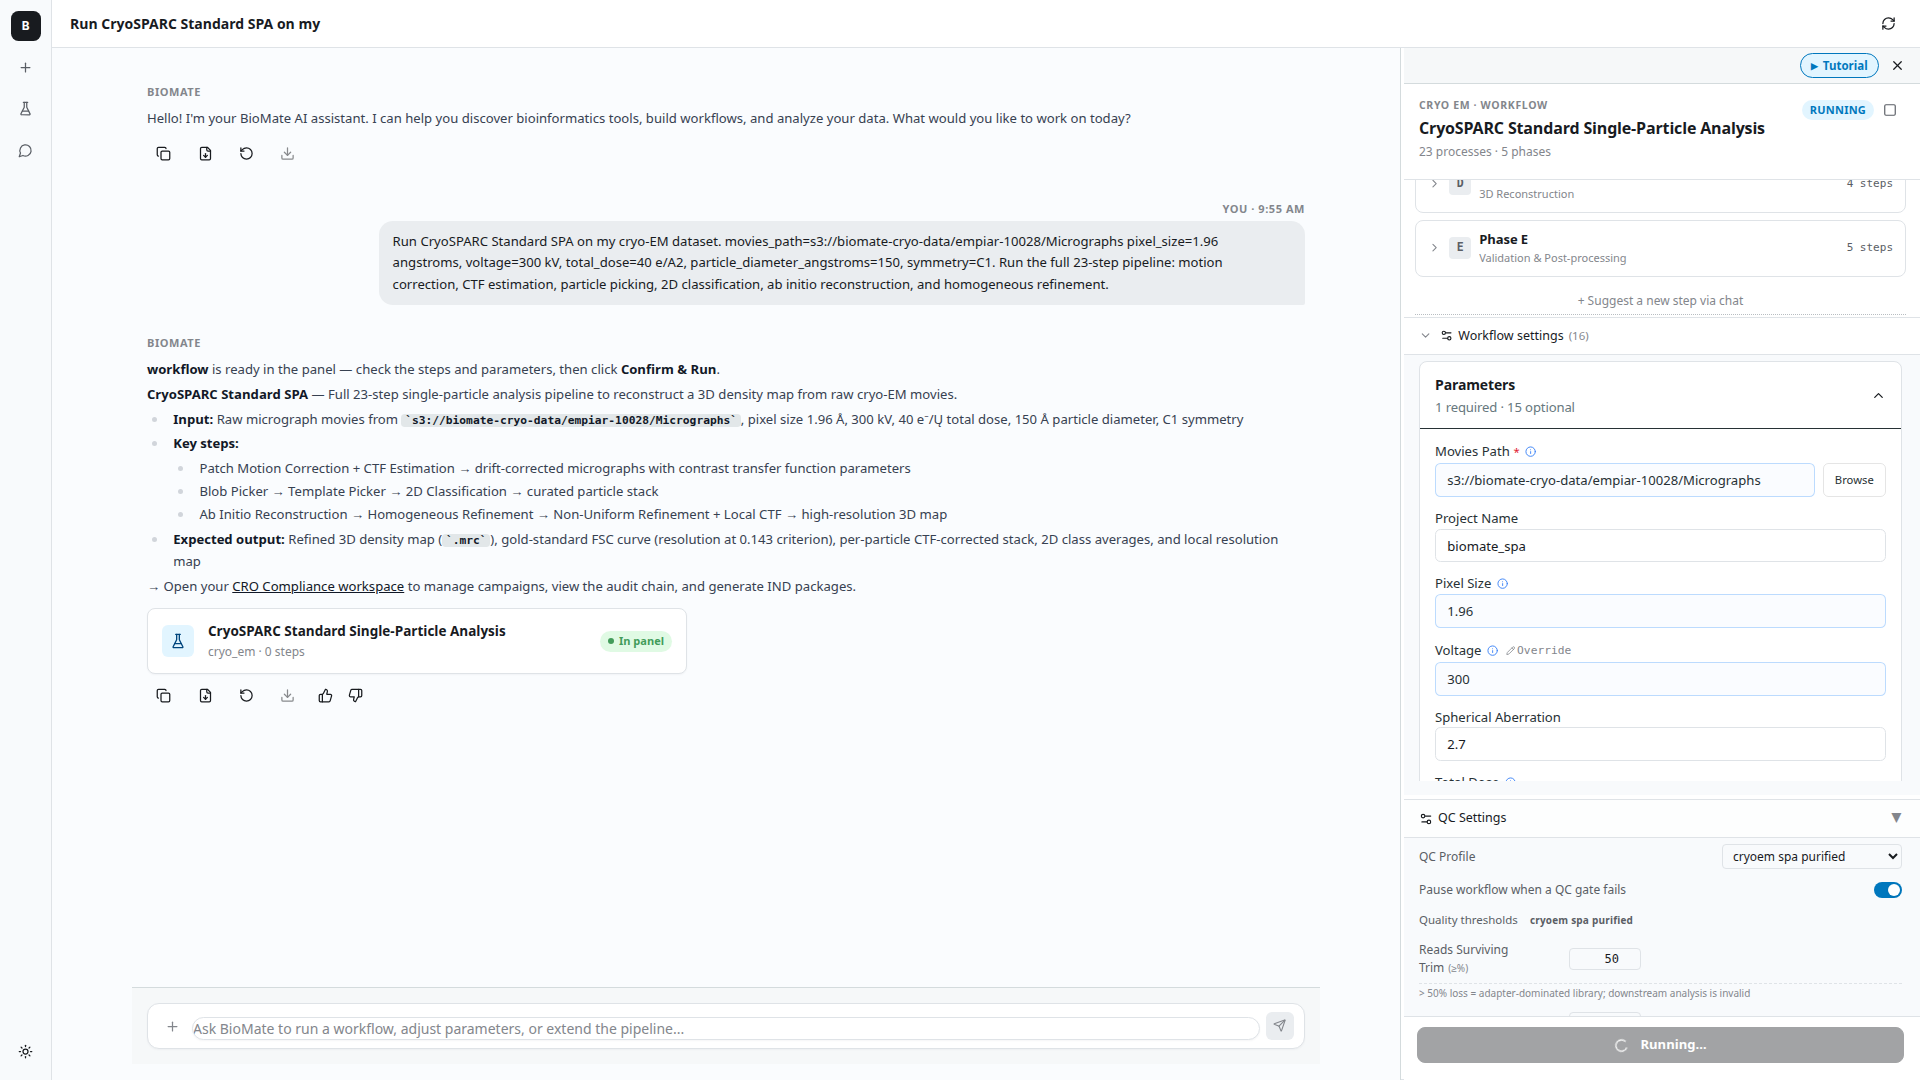 B
Run CryoSPARC Standard SPA on my
BIOMATE
Hello! I'm your BioMate AI assistant. I can help you discover bioinformatics tools, build workflows, and analyze your data. What would you like to work on today?
YOU · 9:55 AM
Run CryoSPARC Standard SPA on my cryo-EM dataset. movies_path=s3://biomate-cryo-data/empiar-10028/Micrographs pixel_size=1.96
angstroms, voltage=300 kV, total_dose=40 e/A2, particle_diameter_angstroms=150, symmetry=C1. Run the full 23-step pipeline: motion
correction, CTF estimation, particle picking, 2D classification, ab initio reconstruction, and homogeneous refinement.
BIOMATE
workflow is ready in the panel — check the steps and parameters, then click Confirm & Run.
CryoSPARC Standard SPA — Full 23-step single-particle analysis pipeline to reconstruct a 3D density map from raw cryo-EM movies.
Input: Raw micrograph movies from `s3://biomate-cryo-data/empiar-10028/Micrographs`, pixel size 1.96 Å, 300 kV, 40 e⁻/Ų total dose, 150 Å particle diameter, C1 symmetry
Key steps:
Patch Motion Correction + CTF Estimation → drift-corrected micrographs with contrast transfer function parameters
Blob Picker → Template Picker → 2D Classification → curated particle stack
Ab Initio Reconstruction → Homogeneous Refinement → Non-Uniform Refinement + Local CTF → high-resolution 3D map
Expected output: Refined 3D density map (`.mrc`), gold-standard FSC curve (resolution at 0.143 criterion), per-particle CTF-corrected stack, 2D class averages, and local resolution
map
→ Open your CRO Compliance workspace to manage campaigns, view the audit chain, and generate IND packages.
CryoSPARC Standard Single-Particle Analysis
cryo_em · 0 steps
In panel
Ask BioMate to run a workflow, adjust parameters, or extend the pipeline...
▶ Tutorial
CRYO EM · WORKFLOW
RUNNING
CryoSPARC Standard Single-Particle Analysis
23 processes · 5 phases
D
3D Reconstruction
4 steps
E
Phase E
Validation & Post-processing
5 steps
+ Suggest a new step via chat
Workflow settings (16)
Parameters
1 required · 15 optional
Movies Path *
s3://biomate-cryo-data/empiar-10028/Micrographs
Browse
Project Name
biomate_spa
Pixel Size
1.96
Voltage
Override
300
Spherical Aberration
2.7
Total Dose
QC Settings
▼
QC Profile
cryoem spa purified
Pause workflow when a QC gate fails
Quality thresholds cryoem spa purified
Reads Surviving
Trim (≥%)
50
> 50% loss = adapter-dominated library; downstream analysis is invalid
Running...